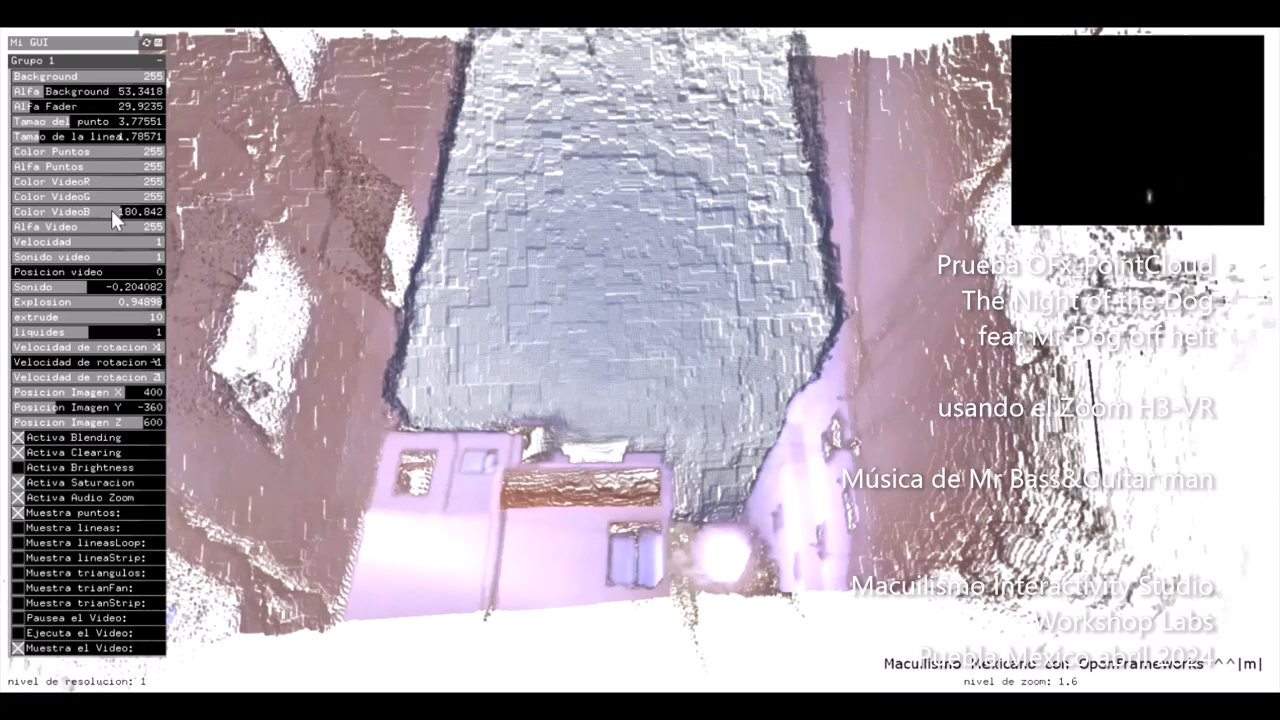 Mi GUI
Grupo 1
Background 255
Alfa Background 53.3418
Alfa Fader 29.9235
Tamao del punto 3.77551
Tamao de la linea 1.78571
Color Puntos 255
Alfa Puntos 255
Color VideoR 255
Color VideoG 255
Color VideoB 180.842
Alfa Video 255
Velocidad 1
Sonido video 1
Posicion video 0
Sonido -0.204082
Explosion 0.94898
extrude 10
liquides 1
Velocidad de rotacion X1
Velocidad de rotacion -1
Velocidad de rotacion 1
Posicion Imagen X 400
Posicion Imagen Y -360
Posicion Imagen Z 600
Activa Blending
Activa Clearing
Activa Brightness
Activa Saturacion
Activa Audio Zoom
Muestra puntos:
Muestra lineas:
Muestra lineasLoop:
Muestra lineaStrip:
Muestra triangulos:
Muestra trianFan:
Muestra trianStrip:
Pausea el Video:
Ejecuta el Video:
Muestra el Video:
nivel de resolucion: 1
Prueba OFx-PointCloud
The Night of the Dog
feat Mr Dog off heit
usando el Zoom H3-VR
Música de Mr Bass&Guitar man
Macuilismo Interactivity Studio
Workshop Labs
Puebla México abril 2024
Macuilismo Mexicano con OpenFrameworks ^^|m|
nivel de zoom: 1.6